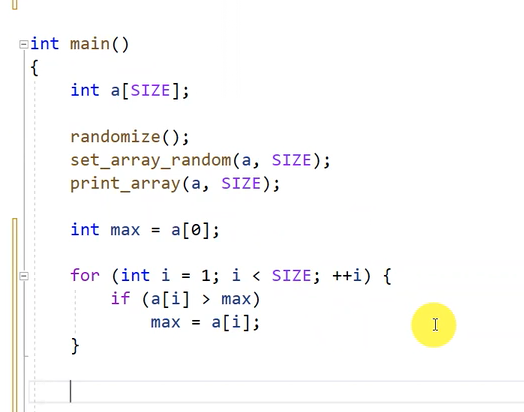 int main()
{
int a[SIZE];
randomize();
set_array_random(a, SIZE);
print_array(a, SIZE);
int max = a[0];
for (int i = 1; i < SIZE; ++i) {
if (a[i] > max)
max = a[i];
}